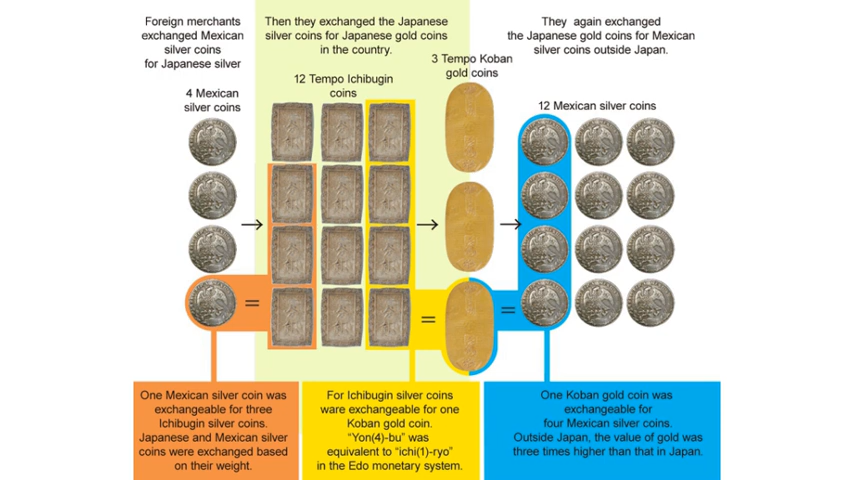 Foreign merchants
exchanged Mexican
silver coins
for Japanese silver
Then they exchanged the Japanese
silver coins for Japanese gold coins
in the country.
They again exchanged
the Japanese gold coins for Mexican
silver coins outside Japan.
4 Mexican
silver coins
12 Tempo Ichibugin
coins
3 Tempo Koban
gold coins
12 Mexican silver coins
→
→
→
=
=
=
One Mexican silver coin was
exchangeable for three
Ichibugin silver coins.
Japanese and Mexican silver
coins were exchanged based
on their weight.
For Ichibugin silver coins
ware exchangeable for one
Koban gold coin.
“Yon(4)-bu” was
equivalent to “ichi(1)-ryo”
in the Edo monetary system.
One Koban gold coin was
exchangeable for
four Mexican silver coins.
Outside Japan, the value of gold was
three times higher than that in Japan.